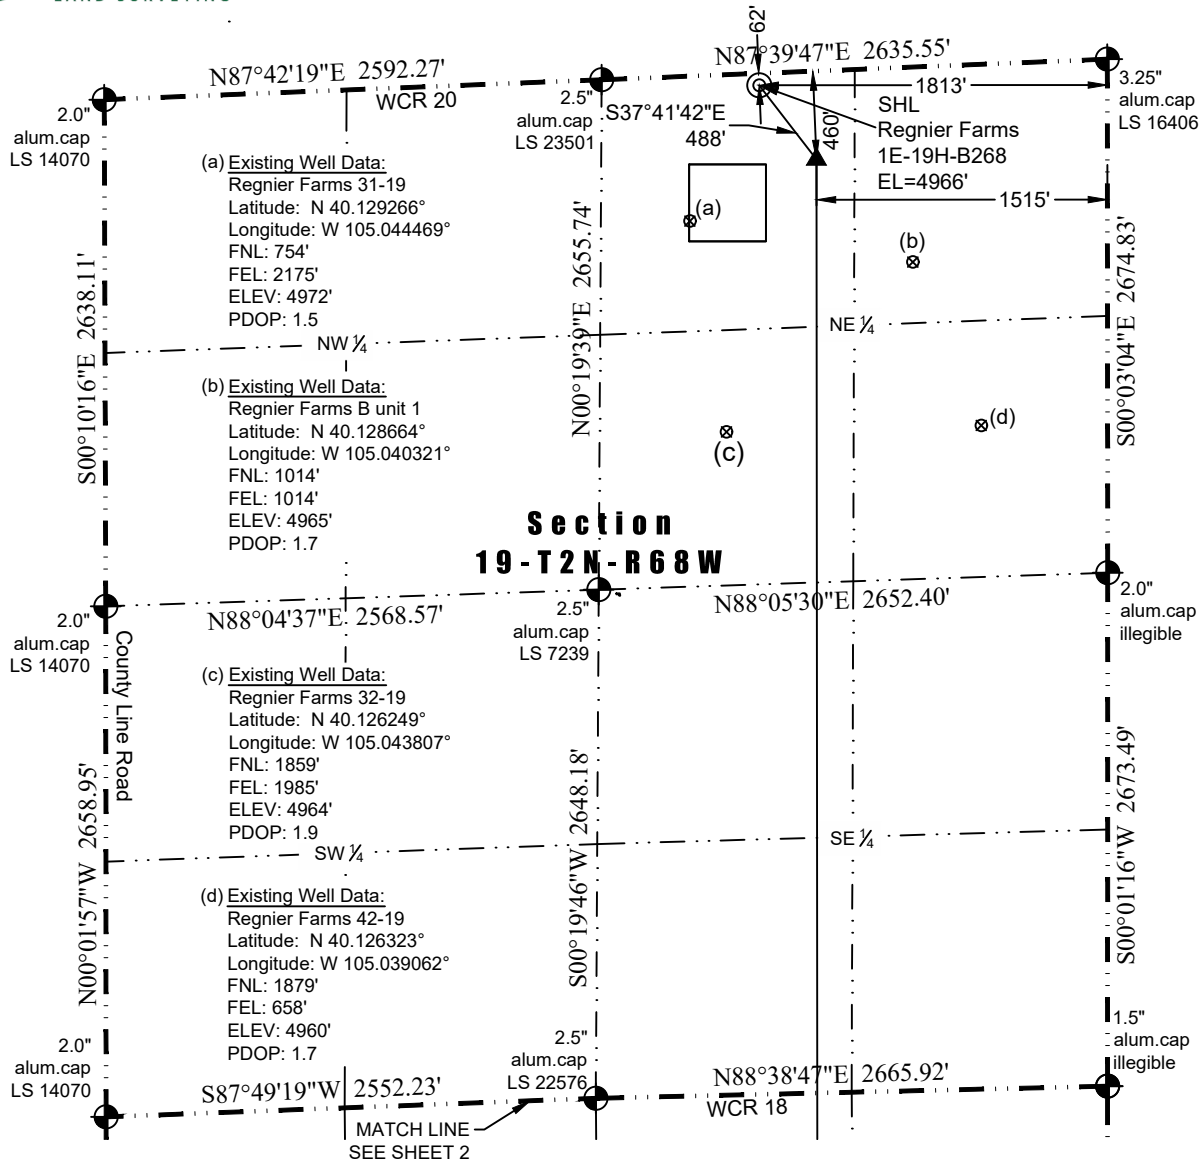 LAND SURVEYING
N87°42'19"E 2592.27'
WCR 20
N87°39'47"E 2635.55'
62'
2.0"
alum.cap
LS 14070
2.5"
alum.cap
LS 23501
3.25"
alum.cap
LS 16406
S37°41'42"E
488'
460'
1813'
SHL
Regnier Farms
1E-19H-B268
EL=4966'
1515'
(a) Existing Well Data:
Regnier Farms 31-19
Latitude: N 40.129266°
Longitude: W 105.044469°
FNL: 754'
FEL: 2175'
ELEV: 4972'
PDOP: 1.5
(a)
(b)
S00°10'16"E 2638.11'
N00°19'39"E 2655.74'
S00°03'04"E 2674.83'
NW ¼
NE ¼
(b) Existing Well Data:
Regnier Farms B unit 1
Latitude: N 40.128664°
Longitude: W 105.040321°
FNL: 1014'
FEL: 1014'
ELEV: 4965'
PDOP: 1.7
(c)
(d)
Section
19-T2N-R68W
N88°04'37"E 2568.57'
N88°05'30"E 2652.40'
2.0"
alum.cap
LS 14070
2.5"
alum.cap
LS 7239
2.0"
alum.cap
illegible
County Line Road
(c) Existing Well Data:
Regnier Farms 32-19
Latitude: N 40.126249°
Longitude: W 105.043807°
FNL: 1859'
FEL: 1985'
ELEV: 4964'
PDOP: 1.9
N00°01'57"W 2658.95'
S00°19'46"W 2648.18'
S00°01'16"W 2673.49'
SW ¼
SE ¼
(d) Existing Well Data:
Regnier Farms 42-19
Latitude: N 40.126323°
Longitude: W 105.039062°
FNL: 1879'
FEL: 658'
ELEV: 4960'
PDOP: 1.7
2.0"
alum.cap
LS 14070
2.5"
alum.cap
LS 22576
1.5"
alum.cap
illegible
S87°49'19"W 2552.23'
N88°38'47"E 2665.92'
WCR 18
MATCH LINE
SEE SHEET 2